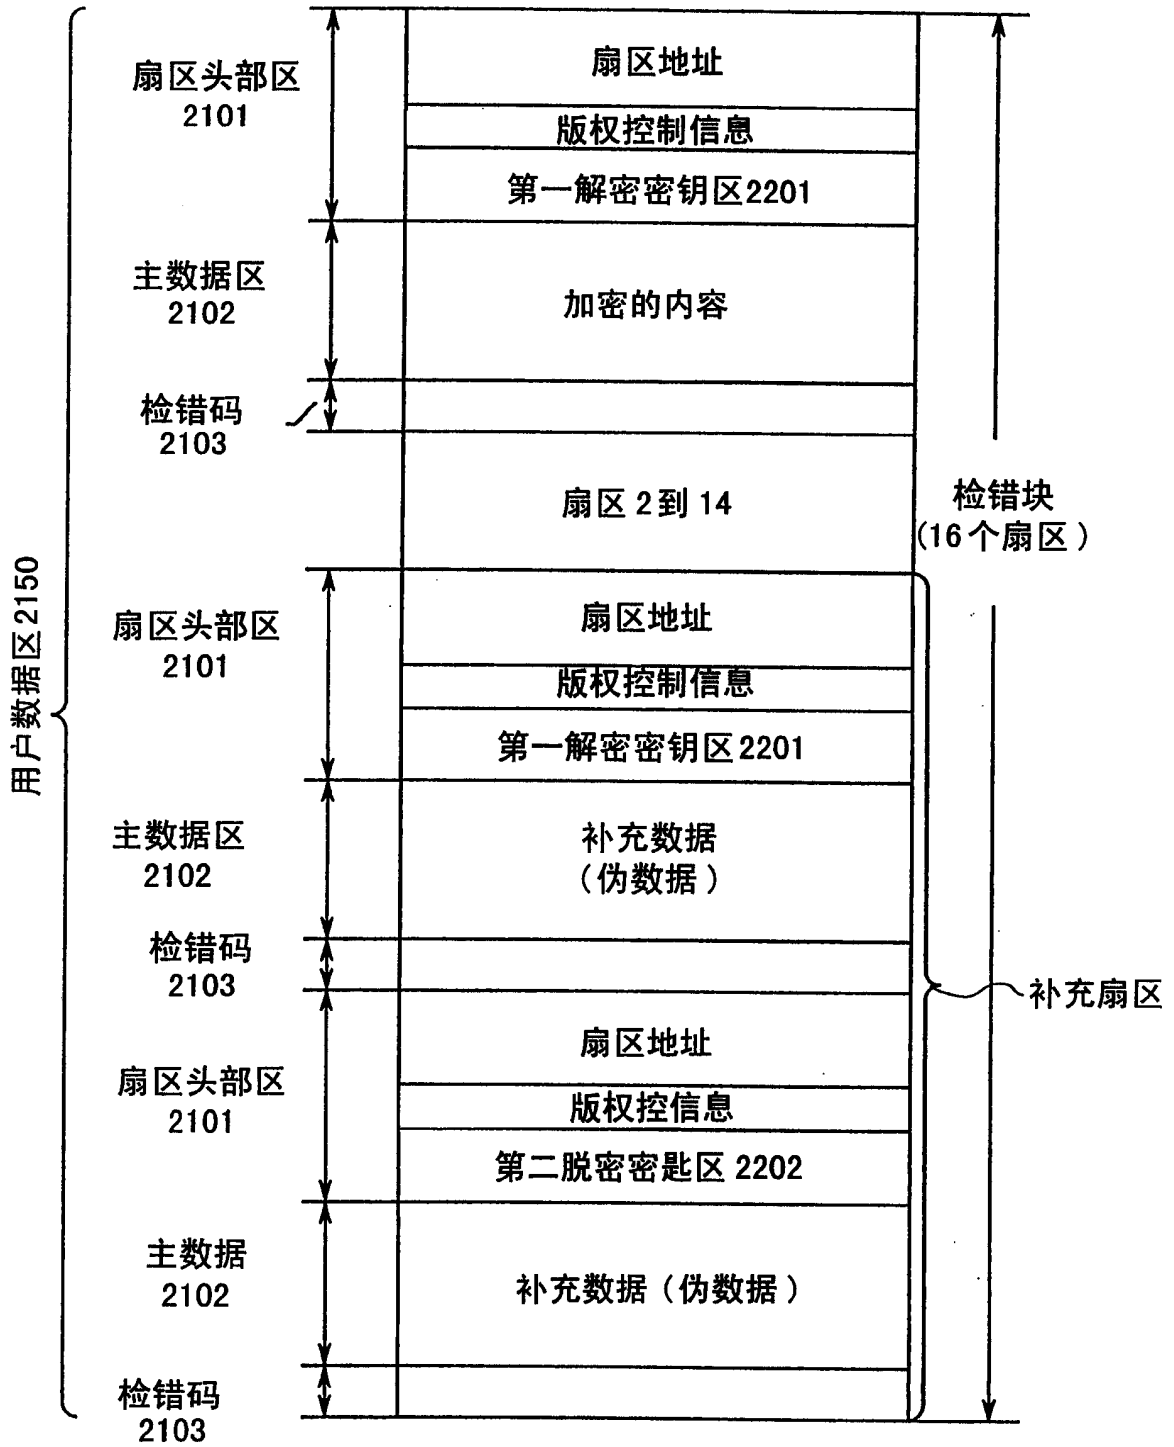 扇区头部区
2101
扇区地址
版权控制信息
第一解密密钥区2201
主数据区
2102
加密的内容
检错码
2103
扇区 2到 14
检错块
(16个扇区)
用户数据区2150
扇区头部区
2101
扇区地址
版权控制信息
第一解密密钥区2201
主数据区
2102
补充数据
(伪数据)
检错码
2103
补充扇区
扇区头部区
2101
扇区地址
版权控信息
第二脱密密匙区 2202
主数据
2102
补充数据(伪数据)
检错码
2103